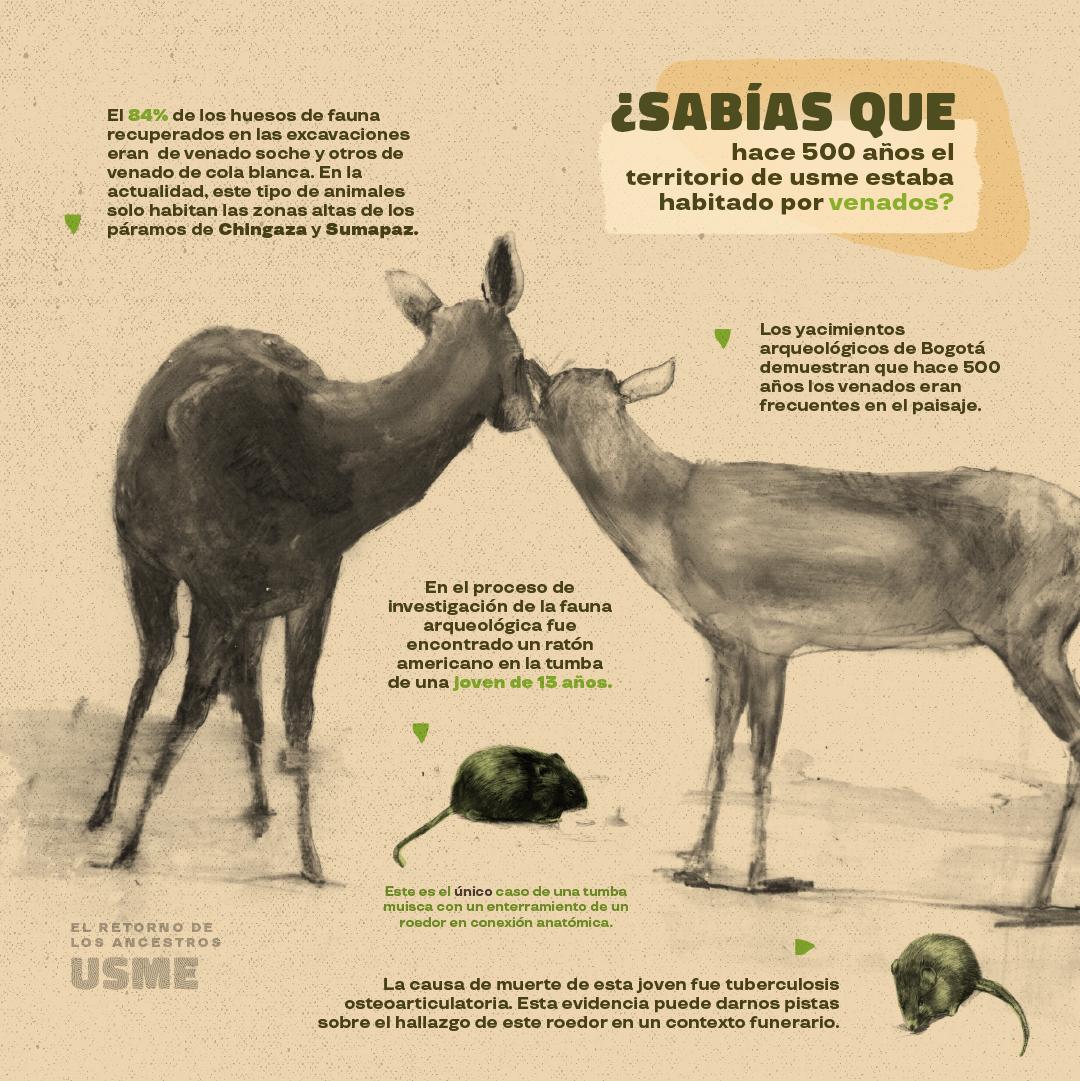 ¿SABÍAS QUE
hace 500 años el
territorio de usme estaba
habitado por venados?
El 84% de los huesos de fauna
recuperados en las excavaciones
eran de venado soche y otros de
venado de cola blanca. En la
actualidad, este tipo de animales
solo habitan las zonas altas de los
páramos de Chingaza y Sumapaz.
Los yacimientos
arqueológicos de Bogotá
demuestran que hace 500
años los venados eran
frecuentes en el paisaje.
En el proceso de
investigación de la fauna
arqueológica fue
encontrado un ratón
americano en la tumba
de una joven de 13 años.
Este es el único caso de una tumba
muisca con un enterramiento de un
roedor en conexión anatómica.
La causa de muerte de esta joven fue tuberculosis
osteoarticulatoria. Esta evidencia puede darnos pistas
sobre el hallazgo de este roedor en un contexto funerario.
EL RETORNO DE
LOS ANCESTROS
USME